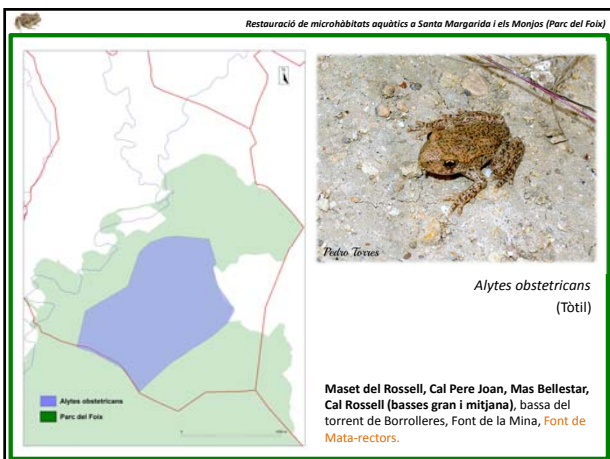 Restauració de microhàbitats aquàtics a Santa Margarida i els Monjos (Parc del Foix)
Pedro Torres
Alytes obstetricans
(Tòtil)
Alytes obstetricans
Parc del Foix
Maset del Rossell, Cal Pere Joan, Mas Bellestar,
Cal Rossell (basses gran i mitjana), bassa del
torrent de Borrolleres, Font de la Mina, Font de
Mata-rectors.